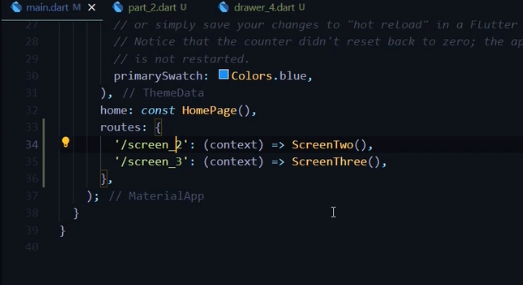 main.dart M X part_2.dart U drawer_4.dart U
27 // or simply save your changes to "hot reload" in a Flutter
28 // Notice that the counter didn't reset back to zero; the ap
29 // is not restarted.
30 primarySwatch: Colors.blue,
31 ), // ThemeData
32 home: const HomePage(),
33 routes: {
34 '/screen_2': (context) => ScreenTwo(),
35 '/screen_3': (context) => ScreenThree(),
36 },
37 ); // MaterialApp
38 }
39 }
40